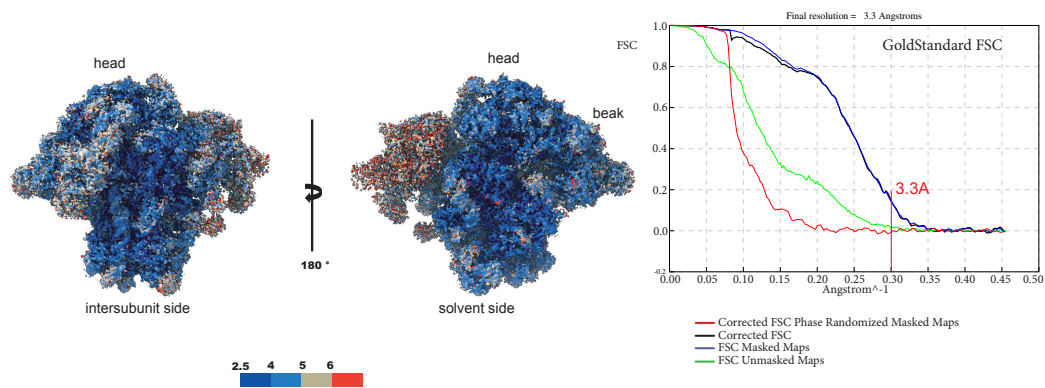 head
head
beak
180 °
intersubunit side
solvent side
2.5 4 5 6
Final resolution = 3.3 Angstroms
FSC
GoldStandard FSC
1.0
0.8
0.6
0.4
0.2
0.0
-0.2
3.3A
0.00 0.05 0.10 0.15 0.20 0.25 0.30 0.35 0.40 0.45 0.50
Angstrom^-1
Corrected FSC Phase Randomized Masked Maps
Corrected FSC
FSC Masked Maps
FSC Unmasked Maps